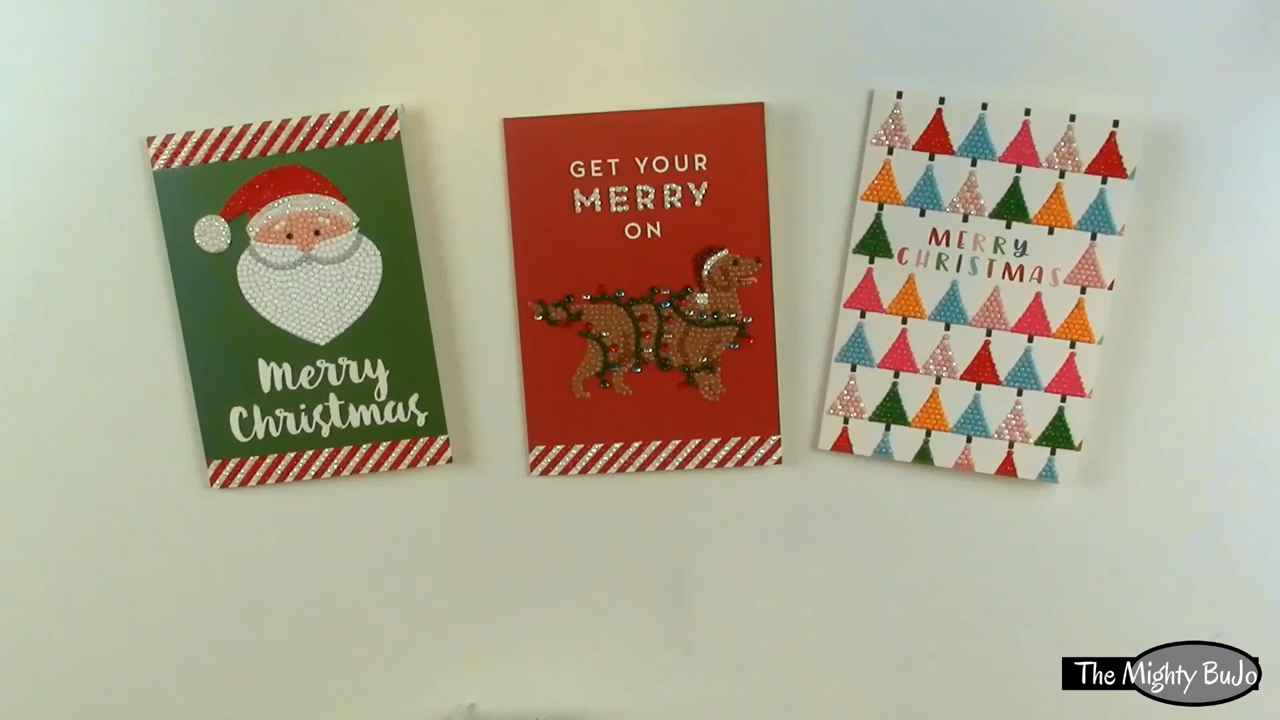 Merry
Christmas
GET YOUR
MERRY
ON
MERRY
CHRISTMAS
The Mighty BuJo